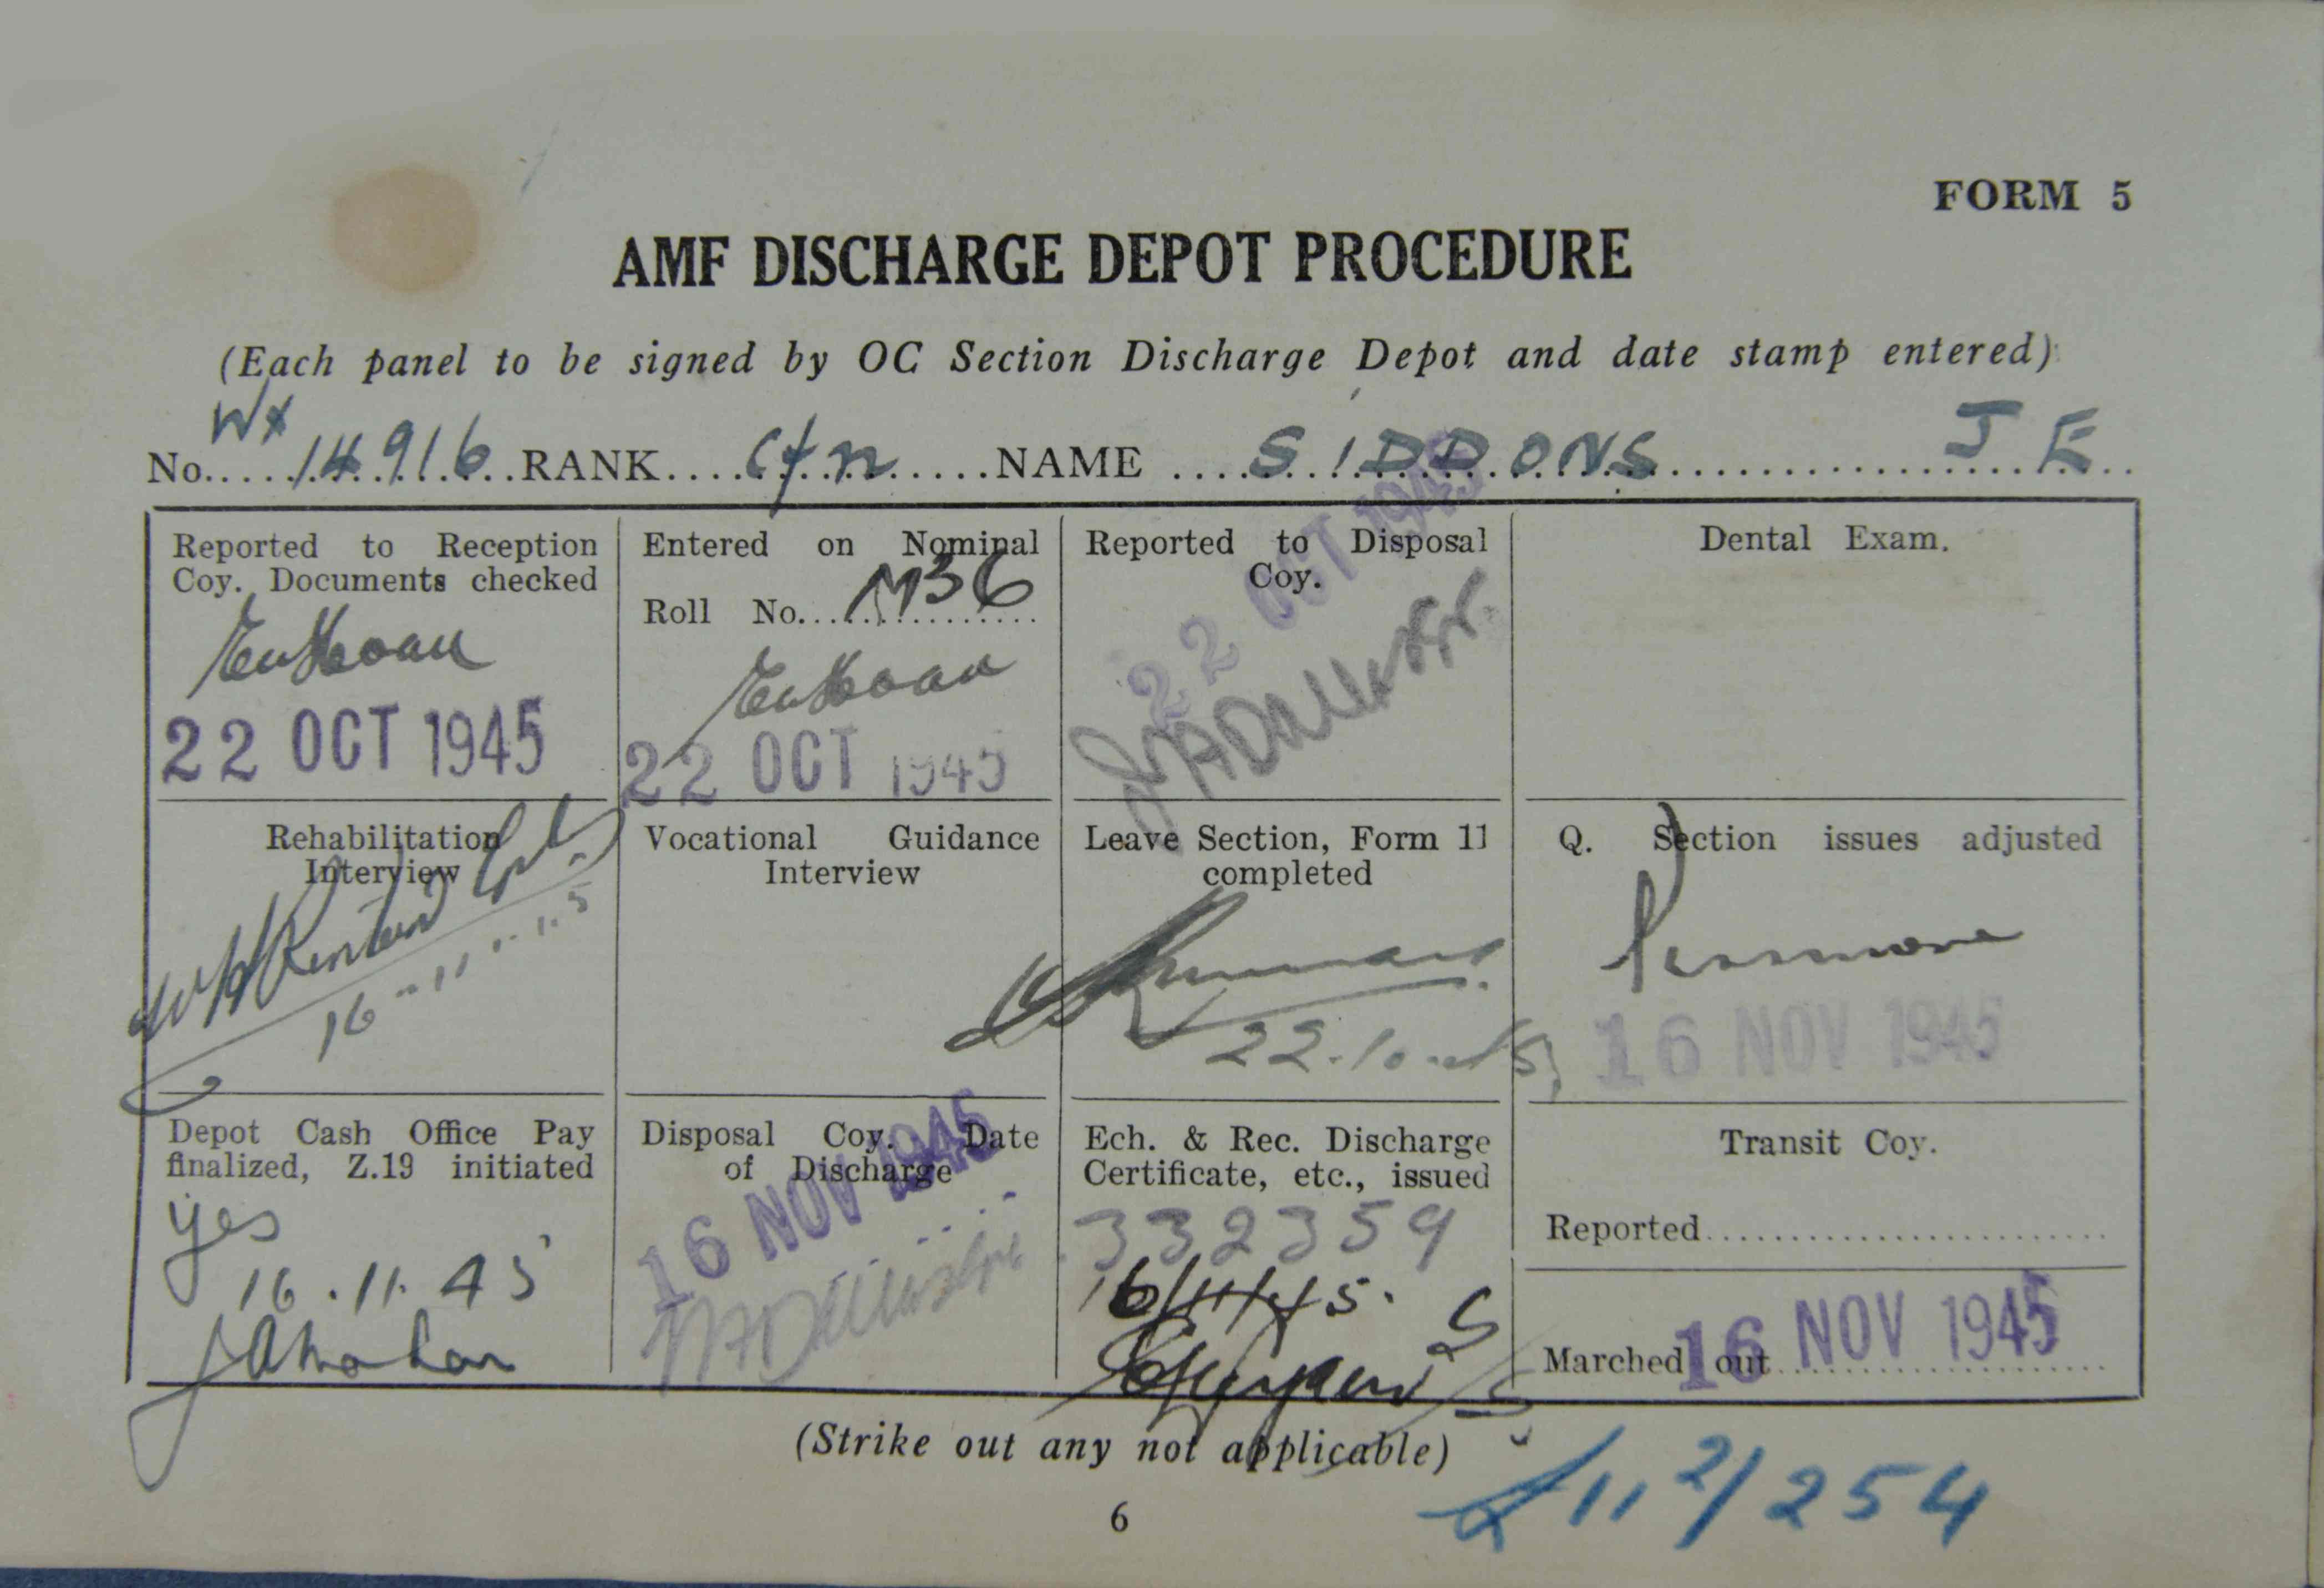 FORM 5
AMF DISCHARGE DEPOT PROCEDURE
(Each panel to be signed by OC Section Discharge Depot and date stamp entered)
WX
No.....14916..RANK....Cfn.....NAME ....SIDDONS....................J E..
Reported to Reception
Coy. Documents checked
22 OCT 1945
Entered on Nominal
Roll No... M36
22 OCT 1945
Reported to Disposal
Coy.
22 OCT 1945
Dental Exam.
Rehabilitation
Interview
16-11-45
Vocational Guidance
Interview
Leave Section, Form 11
completed
22.10.45
Q. Section issues adjusted
16 NOV 1945
Depot Cash Office Pay
finalized, Z.19 initiated
yes
16.11.45
Disposal Coy. Date
of Discharge
16 NOV 1945
Ech. & Rec. Discharge
Certificate, etc., issued
332359
16/11/45.
Transit Coy.
Reported........................
Marched out 16 NOV 1945
(Strike out any not applicable)
6
112/254